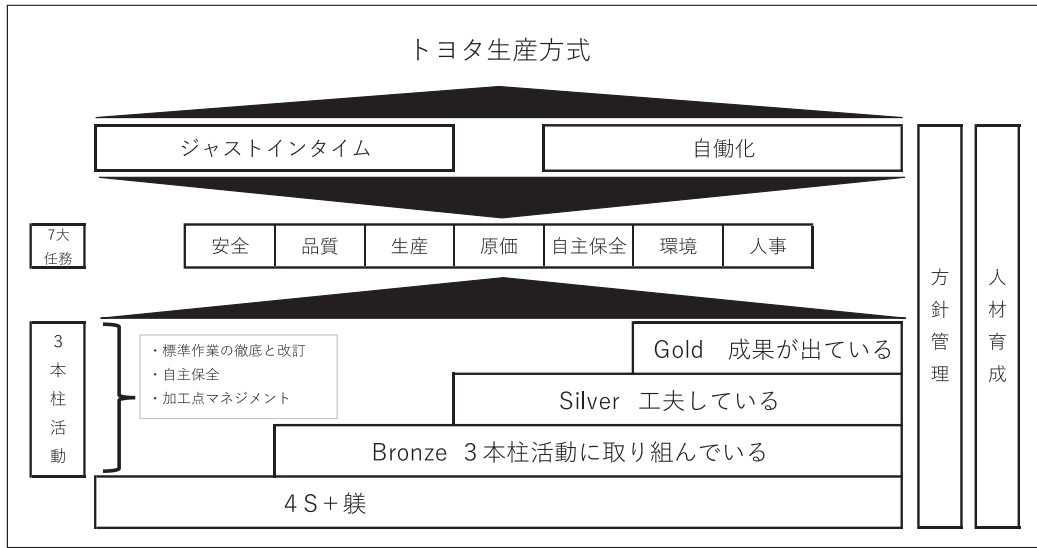 トヨタ生産方式
ジャストインタイム
自働化
7大
任務
安全
品質
生産
原価
自主保全
環境
人事
3本柱活動
・標準作業の徹底と改訂
・自主保全
・加工点マネジメント
Gold 成果が出ている
Silver 工夫している
Bronze 3本柱活動に取り組んでいる
4S+躾
方針管理
人材育成